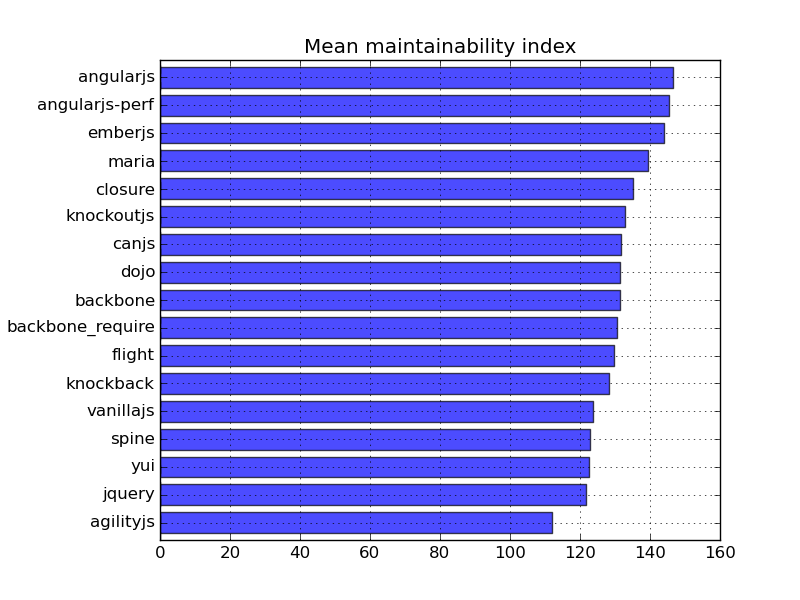 Mean maintainability index
angularjs
angularjs-perf
emberjs
maria
closure
knockoutjs
canjs
dojo
backbone
backbone_require
flight
knockback
vanillajs
spine
yui
jquery
agilityjs
0 20 40 60 80 100 120 140 160